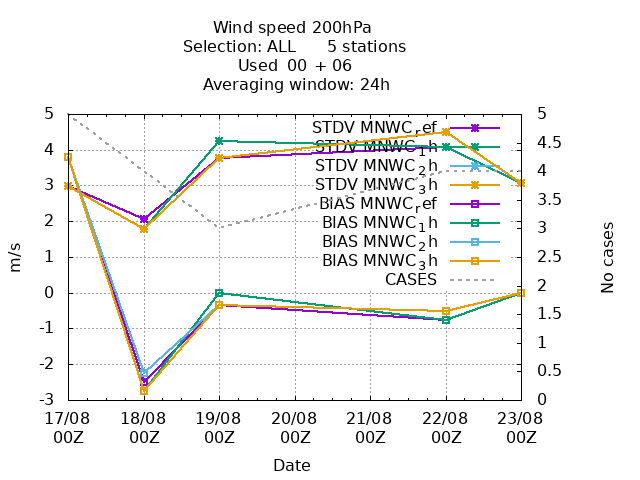 Wind speed 200hPa
Selection: ALL 5 stations
Used 00 + 06
Averaging window: 24h
5 5
4 4.5
3 4
2 3.5
1 3
0 2.5
-1 2
-2 1.5
-3 1
0.5
0
m/s
No cases
STDV MNWC_ref
STDV MNWC_1h
STDV MNWC_2h
STDV MNWC_3h
BIAS MNWC_ref
BIAS MNWC_1h
BIAS MNWC_2h
BIAS MNWC_3h
CASES
17/08 18/08 19/08 20/08 21/08 22/08 23/08
00Z 00Z 00Z 00Z 00Z 00Z 00Z
Date